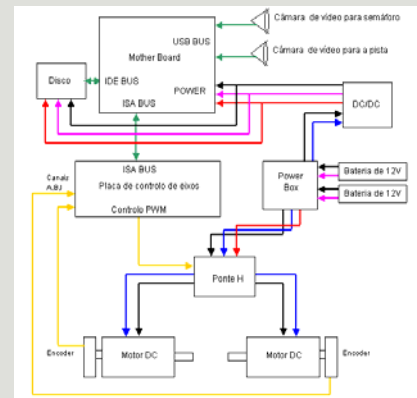 Câmara de vídeo para semáforo
USB BUS
Mother Board
Câmara de vídeo para a pista
Disco
IDE BUS
POWER
ISA BUS
DC/DC
ISA BUS
Canais
A,B,I
Placa de controlo de eixos
Power
Box
Bateria de 12V
Bateria de 12V
Controlo PWM
Ponte H
Encoder
Motor DC
Motor DC
Encoder